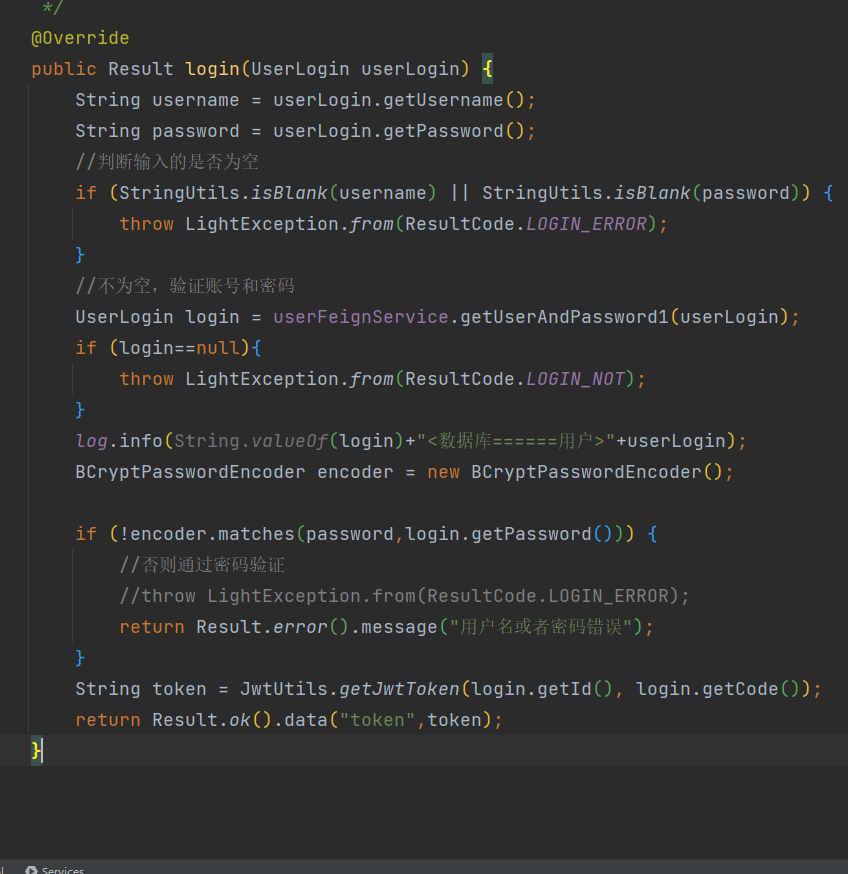 */
@Override
public Result login(UserLogin userLogin) {
String username = userLogin.getUsername();
String password = userLogin.getPassword();
//判断输入的是否为空
if (StringUtils.isBlank(username) || StringUtils.isBlank(password)) {
throw LightException.from(ResultCode.LOGIN_ERROR);
}
//不为空，验证账号和密码
UserLogin login = userFeignService.getUserAndPassword1(userLogin);
if (login==null){
throw LightException.from(ResultCode.LOGIN_NOT);
}
log.info(String.valueOf(login)+"<数据库======用户>"+userLogin);
BCryptPasswordEncoder encoder = new BCryptPasswordEncoder();
if (!encoder.matches(password,login.getPassword())) {
//否则通过密码验证
//throw LightException.from(ResultCode.LOGIN_ERROR);
return Result.error().message("用户名或者密码错误");
}
String token = JwtUtils.getJwtToken(login.getId(), login.getCode());
return Result.ok().data("token",token);
}
Services